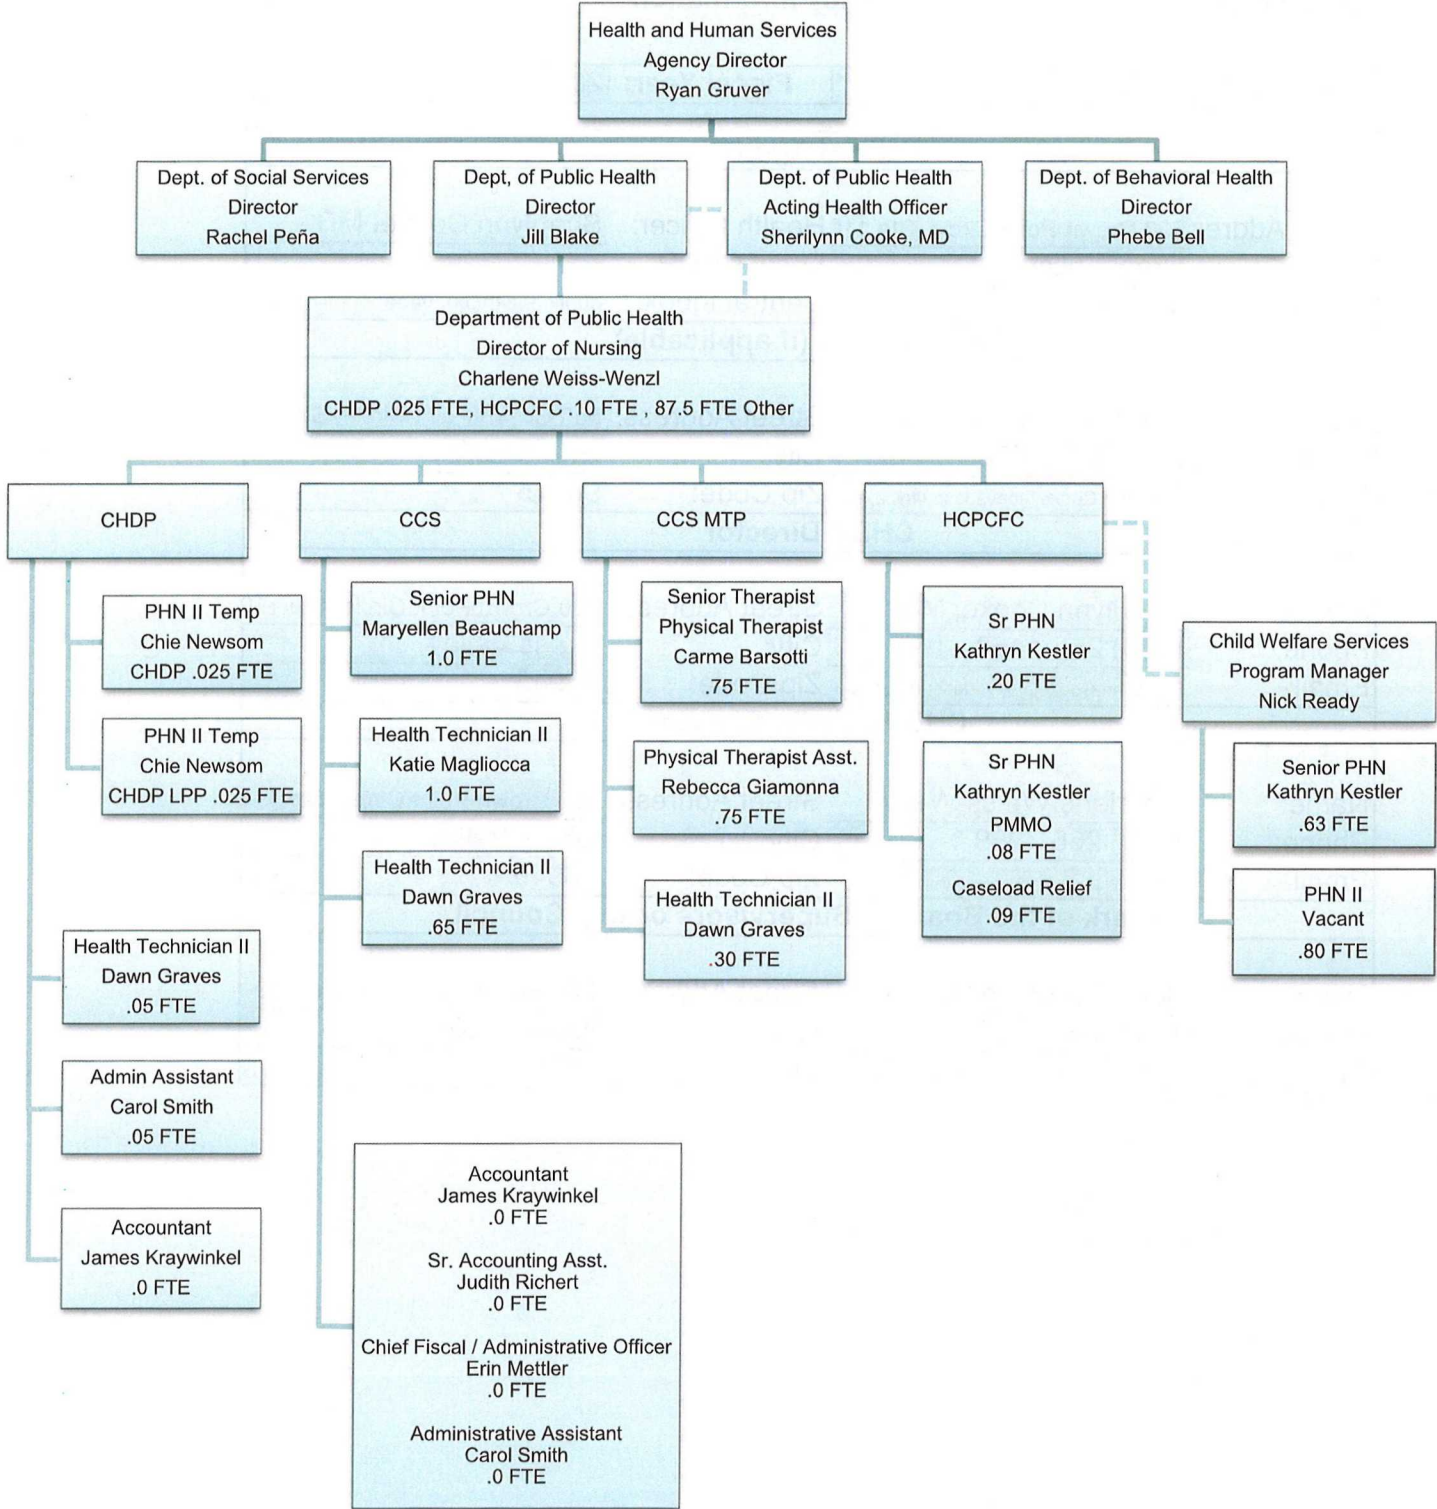 Health and Human Services
Agency Director
Ryan Gruver
Dept. of Social Services
Director
Rachel Peña
Dept, of Public Health
Director
Jill Blake
Dept. of Public Health
Acting Health Officer
Sherilynn Cooke, MD
Dept. of Behavioral Health
Director
Phebe Bell
Department of Public Health
Director of Nursing
Charlene Weiss-Wenzl
CHDP .025 FTE, HCPCFC .10 FTE , 87.5 FTE Other
CHDP
CCS
CCS MTP
HCPCFC
PHN II Temp
Chie Newsom
CHDP .025 FTE
PHN II Temp
Chie Newsom
CHDP LPP .025 FTE
Health Technician II
Dawn Graves
.05 FTE
Admin Assistant
Carol Smith
.05 FTE
Accountant
James Kraywinkel
.0 FTE
Senior PHN
Maryellen Beauchamp
1.0 FTE
Health Technician II
Katie Magliocca
1.0 FTE
Health Technician II
Dawn Graves
.65 FTE
Accountant
James Kraywinkel
.0 FTE
Sr. Accounting Asst.
Judith Richert
.0 FTE
Chief Fiscal / Administrative Officer
Erin Mettler
.0 FTE
Administrative Assistant
Carol Smith
.0 FTE
Senior Therapist
Physical Therapist
Carme Barsotti
.75 FTE
Physical Therapist Asst.
Rebecca Giamonna
.75 FTE
Health Technician II
Dawn Graves
.30 FTE
Sr PHN
Kathryn Kestler
.20 FTE
Sr PHN
Kathryn Kestler
PMMO
.08 FTE
Caseload Relief
.09 FTE
Child Welfare Services
Program Manager
Nick Ready
Senior PHN
Kathryn Kestler
.63 FTE
PHN II
Vacant
.80 FTE